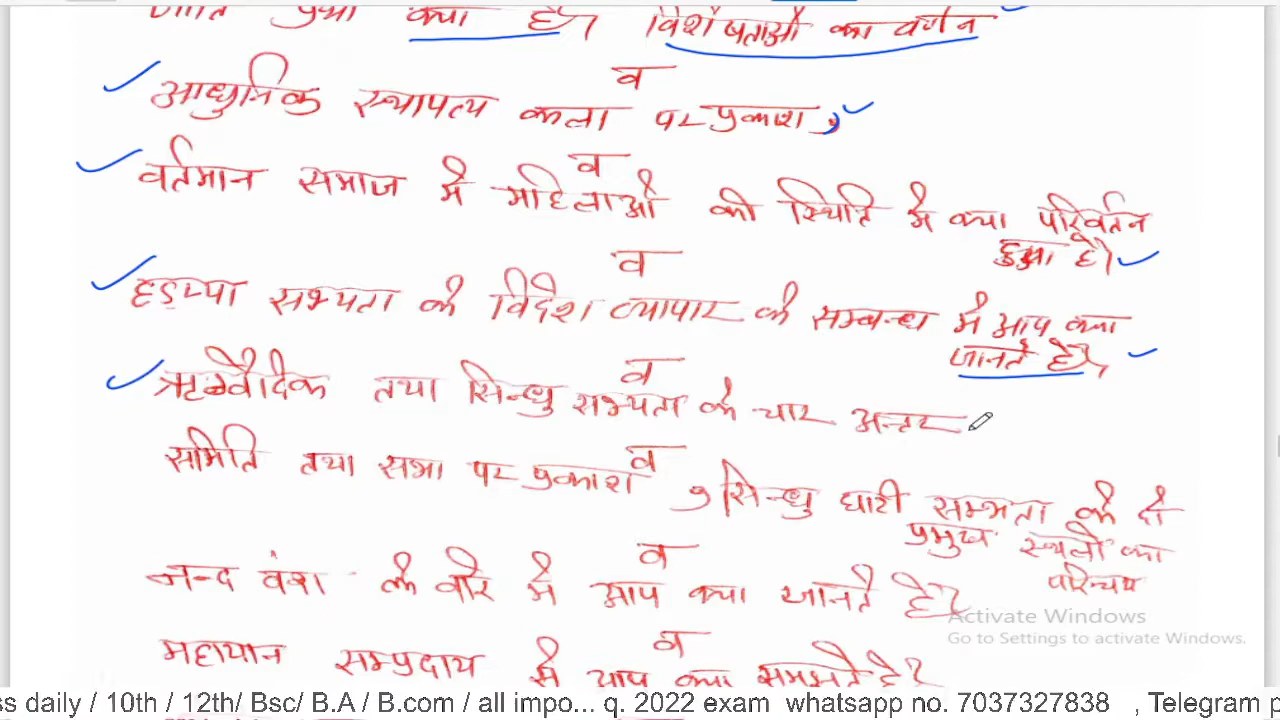 जाति प्रथा क्या है? विशेषताओं का वर्णन
व
आधुनिक स्थापत्य कला पर प्रकाश,
व
वर्तमान समाज में महिलाओं की स्थिति में क्या परिवर्तन
हुआ है?
व
हड़प्पा सभ्यता के विदेश व्यापार के सम्बन्ध में आप क्या
जानते है?
व
ऋग्वैदिक तथा सिन्धु सभ्यता के चार अन्तर
व
समिति तथा सभा पर प्रकाश, सिन्धु घाटी सभ्यता के दो
प्रमुख स्थलों का
परिचय
व
नन्द वंश के बारे में आप क्या जानते है?
व
महायान सम्प्रदाय से आप क्या समझते है?
Activate Windows
Go to Settings to activate Windows.
ss daily / 10th / 12th/ Bsc/ B.A / B.com / all impo... q. 2022 exam whatsapp no. 7037327838 , Telegram p